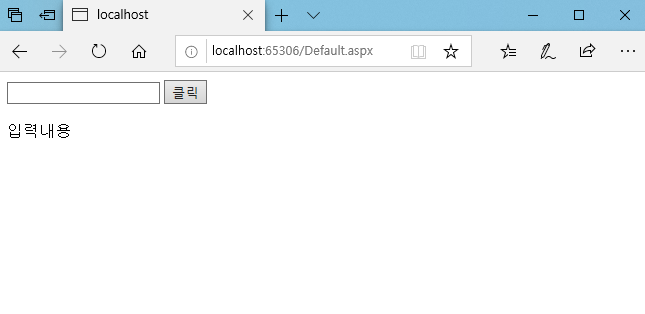 localhost
localhost:65306/Default.aspx
클릭
입력내용